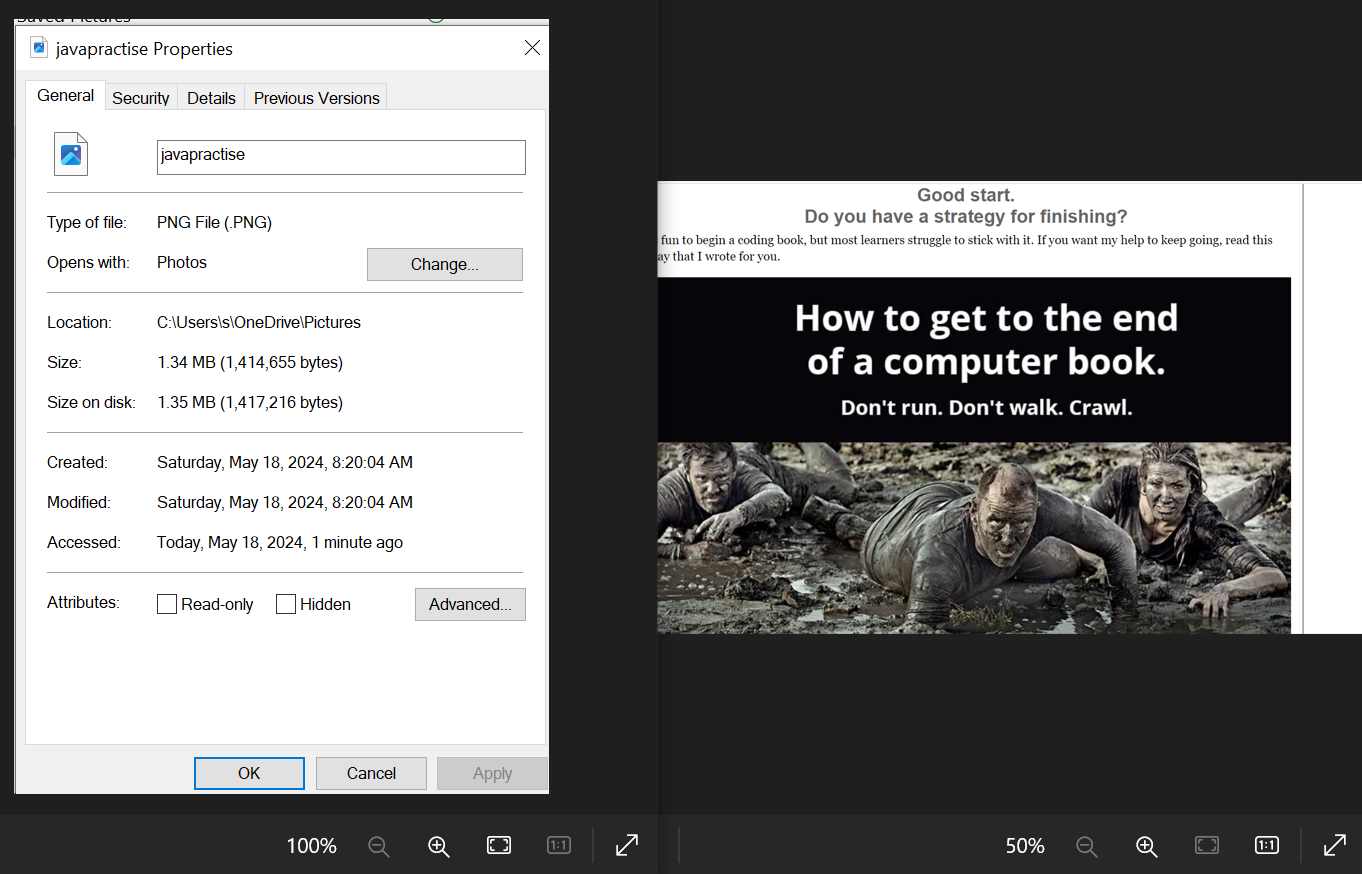 Saved Pictures
javapractise Properties
General Security Details Previous Versions
javapractise
Type of file: PNG File (.PNG)
Opens with: Photos Change...
Location: C:\Users\s\OneDrive\Pictures
Size: 1.34 MB (1,414,655 bytes)
Size on disk: 1.35 MB (1,417,216 bytes)
Created: Saturday, May 18, 2024, 8:20:04 AM
Modified: Saturday, May 18, 2024, 8:20:04 AM
Accessed: Today, May 18, 2024, 1 minute ago
Attributes: Read-only Hidden Advanced...
OK Cancel Apply
100% 1:1
Good start.
Do you have a strategy for finishing?
fun to begin a coding book, but most learners struggle to stick with it. If you want my help to keep going, read this
ay that I wrote for you.
How to get to the end
of a computer book.
Don't run. Don't walk. Crawl.
50% 1:1